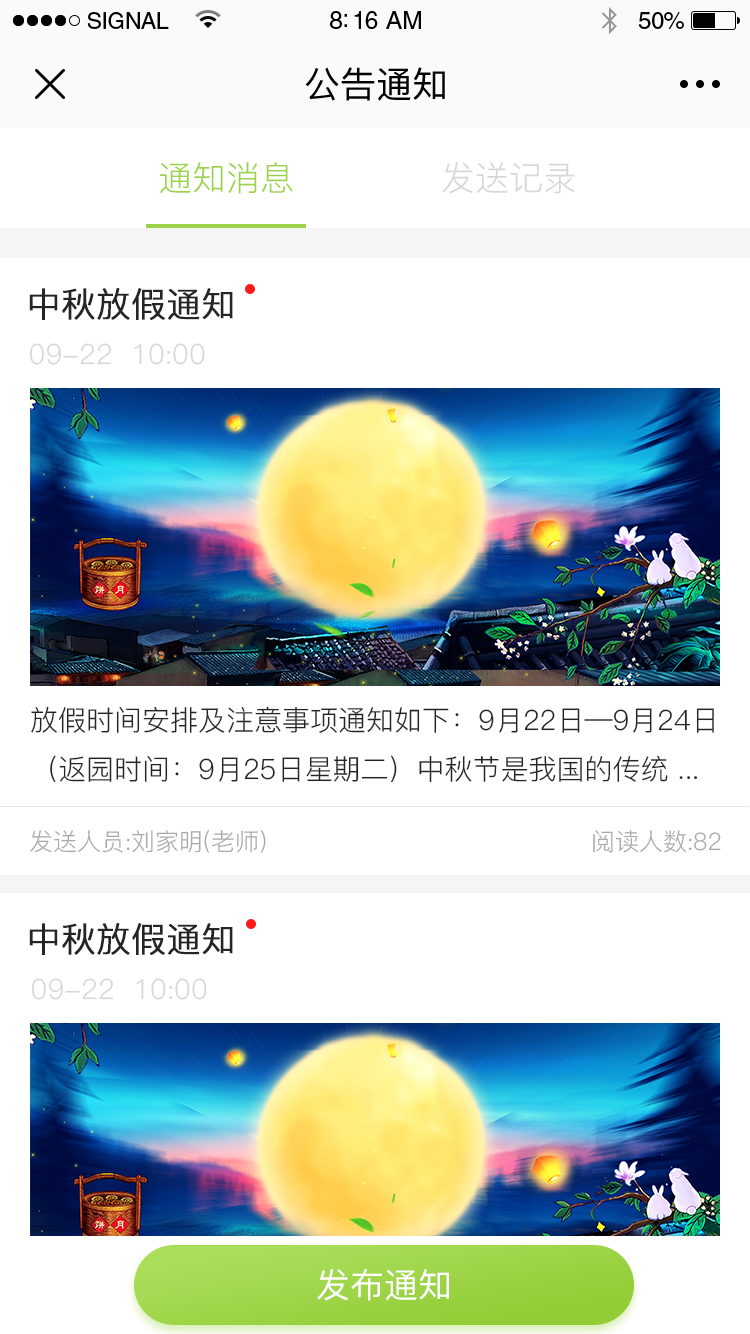 SIGNAL 8:16 AM 50%
公告通知
通知消息 发送记录
中秋放假通知
09-22 10:00
饼 月
放假时间安排及注意事项通知如下：9月22日—9月24日
（返园时间：9月25日星期二）中秋节是我国的传统 ...
发送人员:刘家明(老师) 阅读人数:82
中秋放假通知
09-22 10:00
饼 月
发布通知